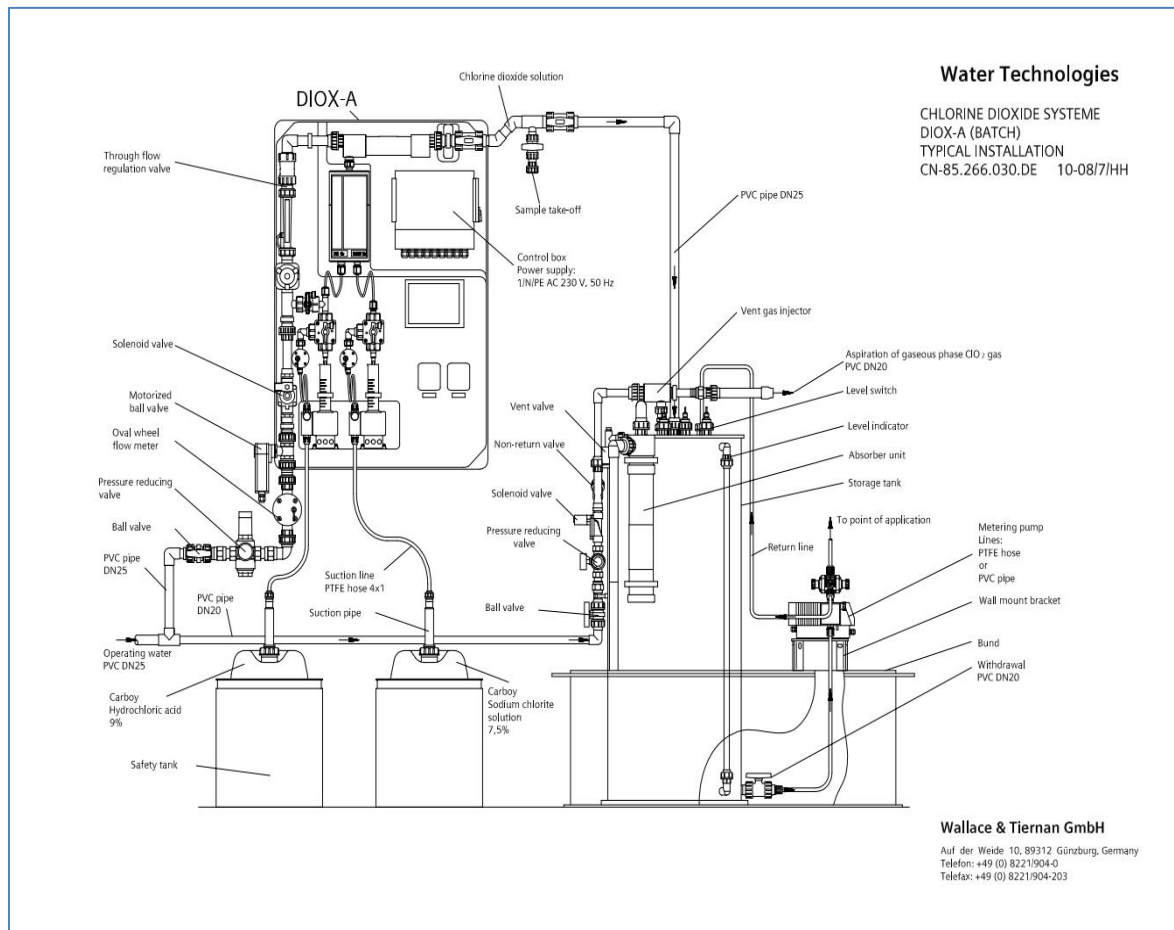 Water Technologies
CHLORINE DIOXIDE SYSTEME
DIOX-A (BATCH)
TYPICAL INSTALLATION
CN-85.266.030.DE 10-08/7/HH
DIOX-A
Chlorine dioxide solution
Through flow
regulation valve
Sample take-off
PVC pipe DN25
Control box
Power supply:
1/N/PE AC 230 V, 50 Hz
Vent gas injector
Solenoid valve
Aspiration of gaseous phase ClO2 gas
PVC DN20
Motorized
ball valve
Level switch
Vent valve
Level indicator
Oval wheel
flow meter
Non-return valve
Absorber unit
Pressure reducing
valve
Solenoid valve
Storage tank
Ball valve
Pressure reducing
valve
To point of application
Metering pump
Lines:
PTFE hose
or
PVC pipe
PVC pipe
DN25
Return line
Suction line
PTFE hose 4x1
PVC pipe
DN20
Ball valve
Wall mount bracket
Suction pipe
Operating water
PVC DN25
Bund
Withdrawal
PVC DN20
Carboy
Hydrochloric acid
9%
Carboy
Sodium chlorite
solution
7,5%
Safety tank
Wallace & Tiernan GmbH
Auf der Weide 10, 89312 Günzburg, Germany
Telefon: +49 (0) 8221/904-0
Telefax: +49 (0) 8221/904-203